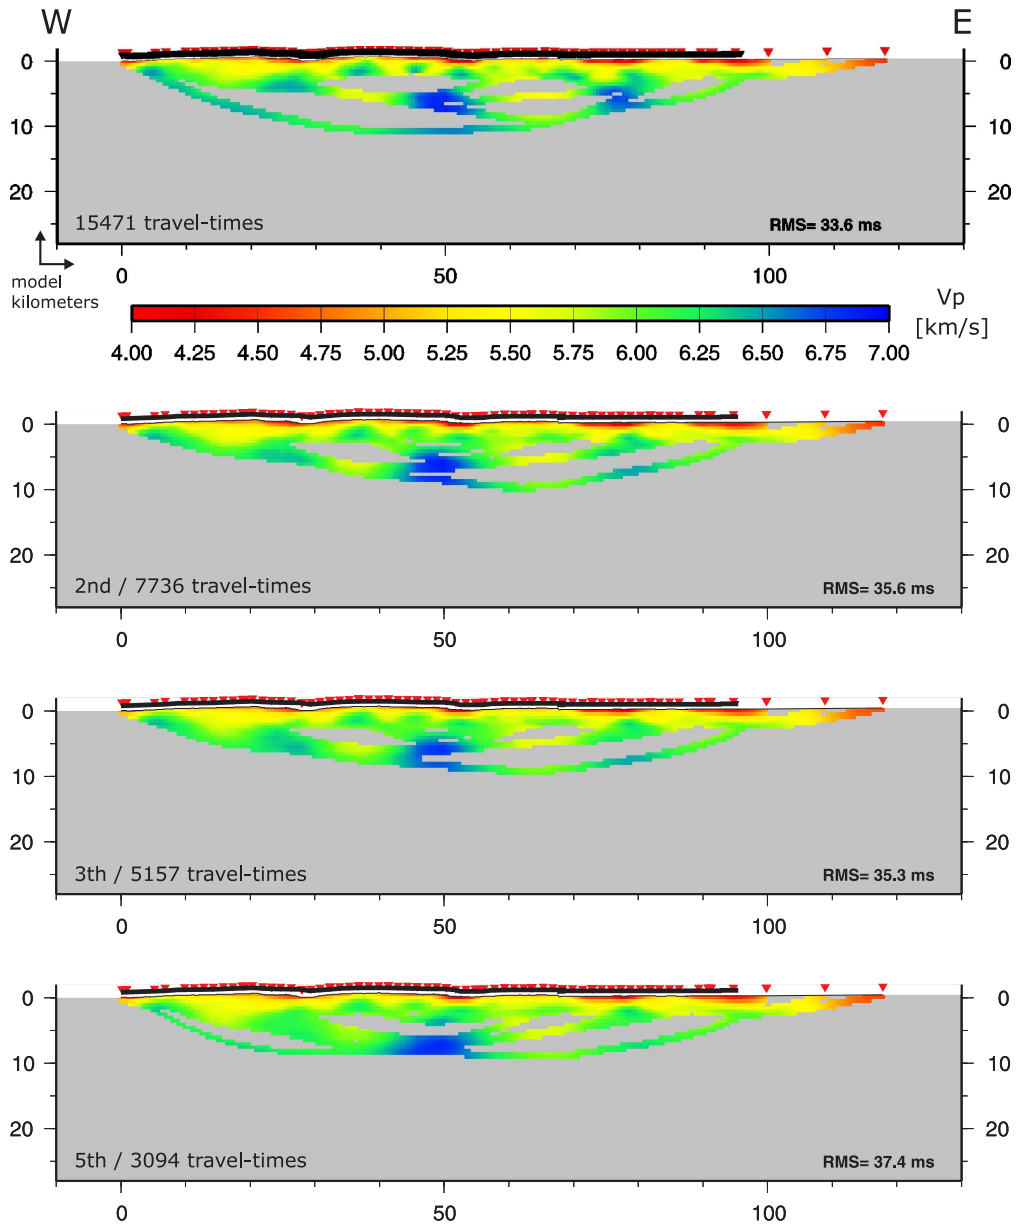 W E
0 0
10 10
20 20
15471 travel-times RMS= 33.6 ms
0 50 100
model
kilometers
Vp
[km/s]
4.00 4.25 4.50 4.75 5.00 5.25 5.50 5.75 6.00 6.25 6.50 6.75 7.00
0 0
10 10
20 20
2nd / 7736 travel-times RMS= 35.6 ms
0 50 100
0 0
10 10
20 20
3th / 5157 travel-times RMS= 35.3 ms
0 50 100
0 0
10 10
20 20
5th / 3094 travel-times RMS= 37.4 ms
0 50 100